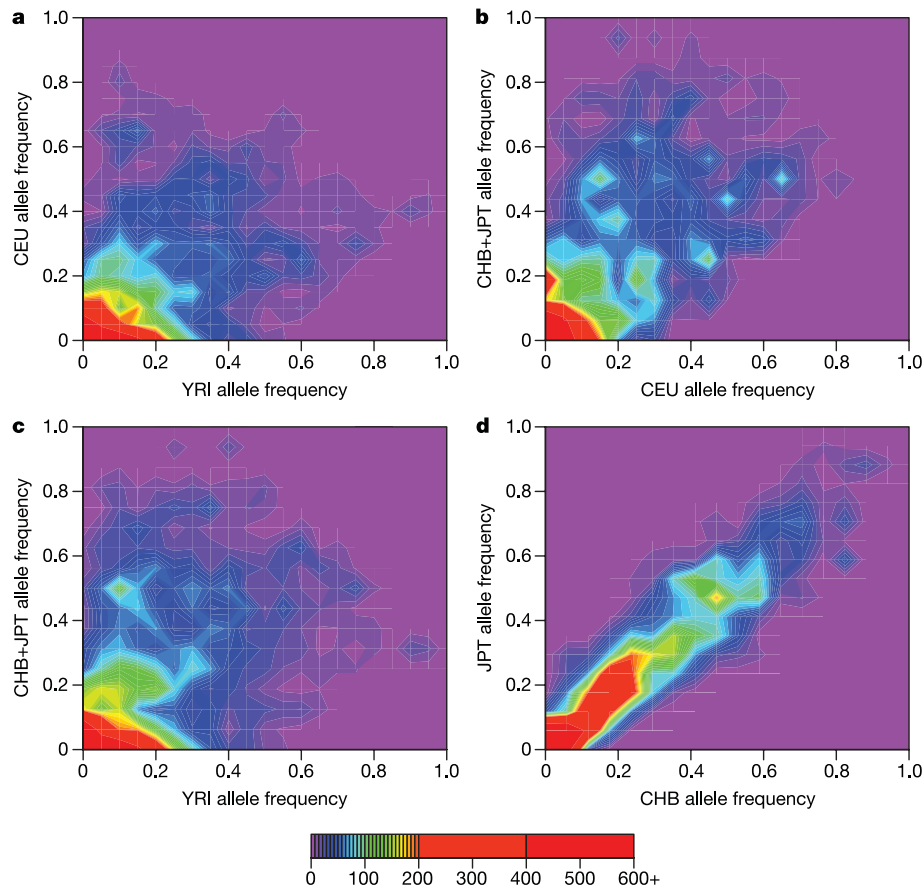 a
1.0
0.8
0.6
0.4
0.2
0
CEU allele frequency
0 0.2 0.4 0.6 0.8 1.0
YRI allele frequency
b
1.0
0.8
0.6
0.4
0.2
0
CHB+JPT allele frequency
0 0.2 0.4 0.6 0.8 1.0
CEU allele frequency
c
1.0
0.8
0.6
0.4
0.2
0
CHB+JPT allele frequency
0 0.2 0.4 0.6 0.8 1.0
YRI allele frequency
d
1.0
0.8
0.6
0.4
0.2
0
JPT allele frequency
0 0.2 0.4 0.6 0.8 1.0
CHB allele frequency
0 100 200 300 400 500 600+